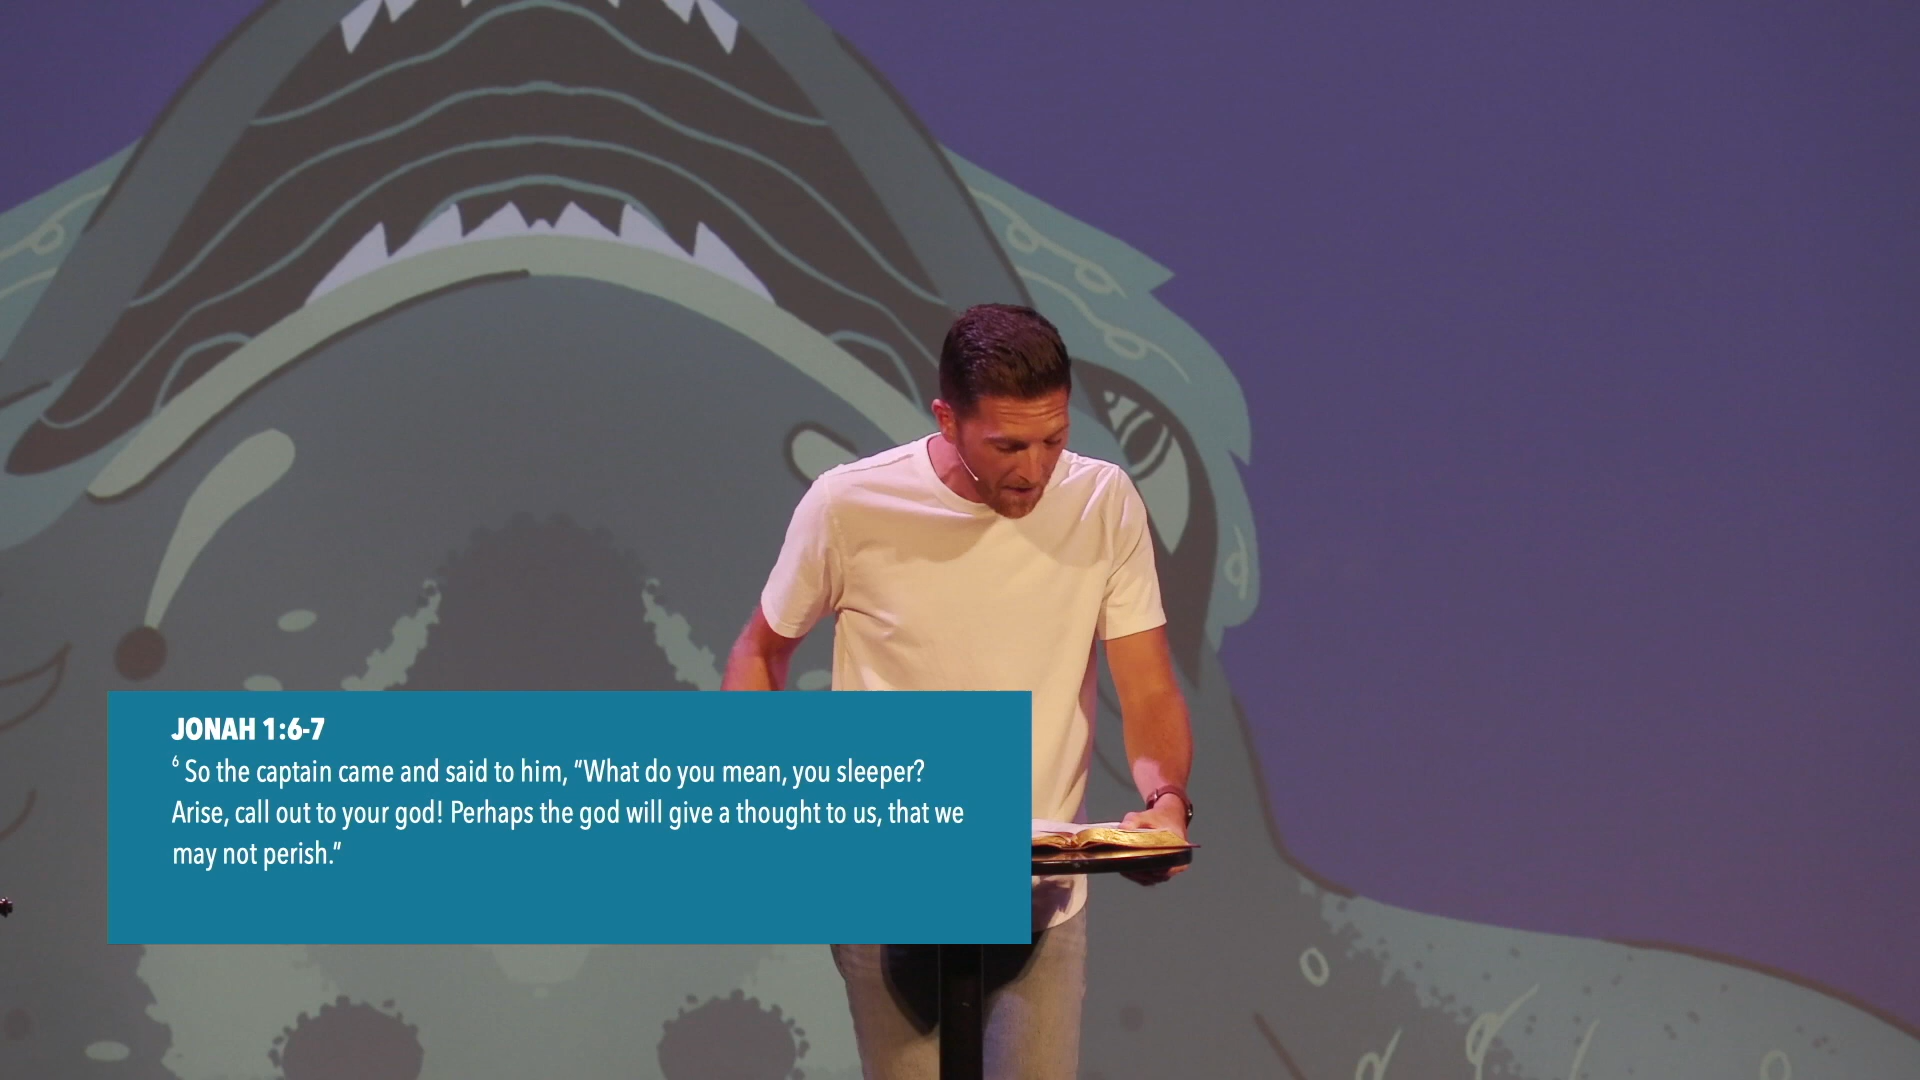 JONAH 1:6-7
⁶ So the captain came and said to him, “What do you mean, you sleeper?
Arise, call out to your god! Perhaps the god will give a thought to us, that we
may not perish.”